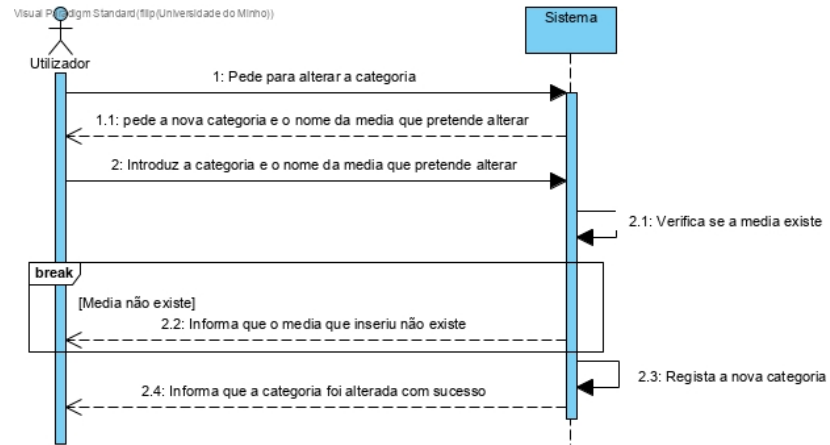 Visual Paradigm Standard(filip(Universidade do Minho))
Sistema
Utilizador
1: Pede para alterar a categoria
1.1: pede a nova categoria e o nome da media que pretende alterar
2: Introduz a categoria e o nome da media que pretende alterar
2.1: Verifica se a media existe
break
[Media não existe]
2.2: Informa que o media que inseriu não existe
2.3: Regista a nova categoria
2.4: Informa que a categoria foi alterada com sucesso